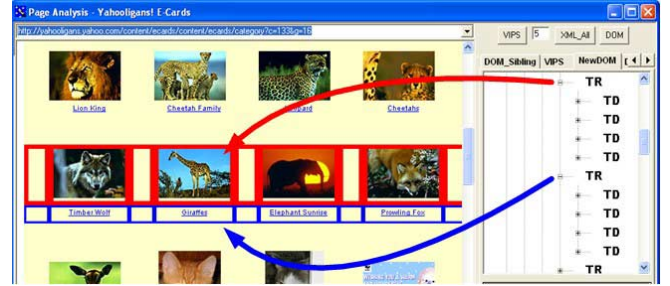 Page Analysis - Yahooligans! E-Cards
http://yahooligans.yahoo.com/content/ecards/content/ecards/category?c=133&g=16
VIPS 5 XML_All DOM
DOM_Sibling VIPS NewDOM
Lion King Cheetah Family Leopard Cheetahs
Timber Wolf Giraffes Elephant Sunrise Prowling Fox
TR
TD
TD
TD
TD
TR
TD
TD
TD
TD
TR